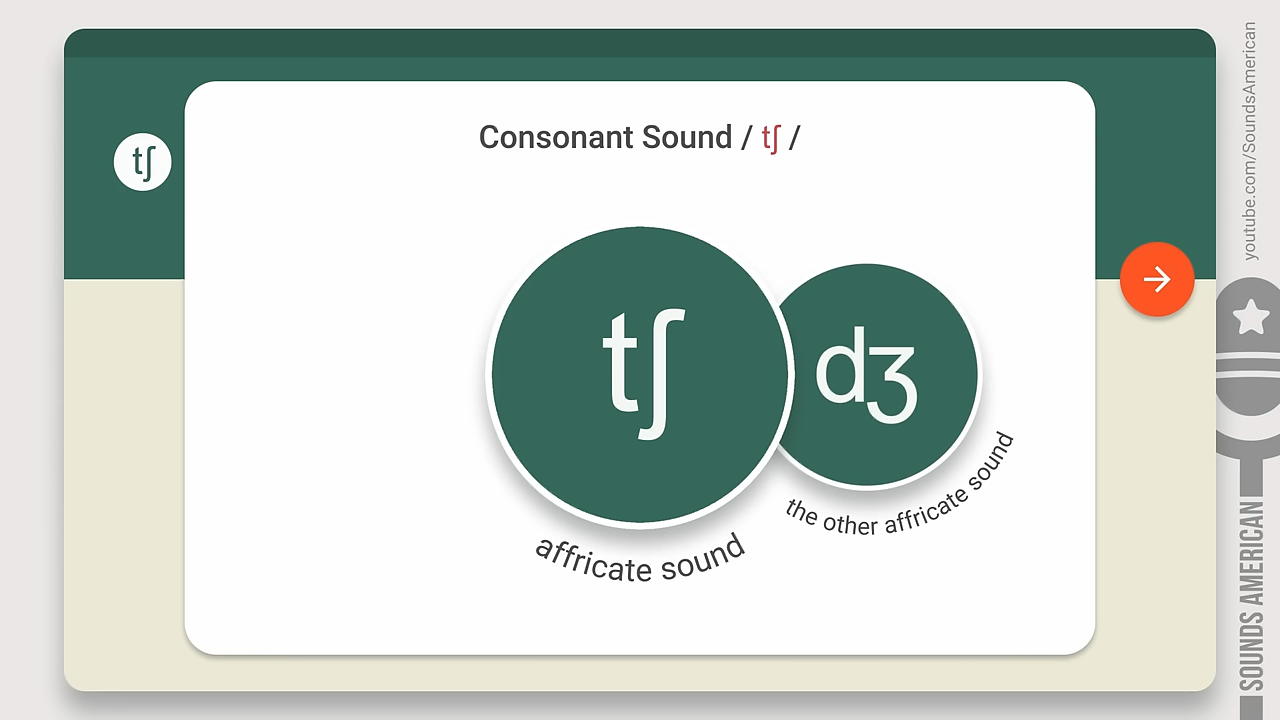 Consonant Sound / tʃ /
tʃ
tʃ
dʒ
affricate sound
the other affricate sound
youtube.com/SoundsAmerican
SOUNDS AMERICAN